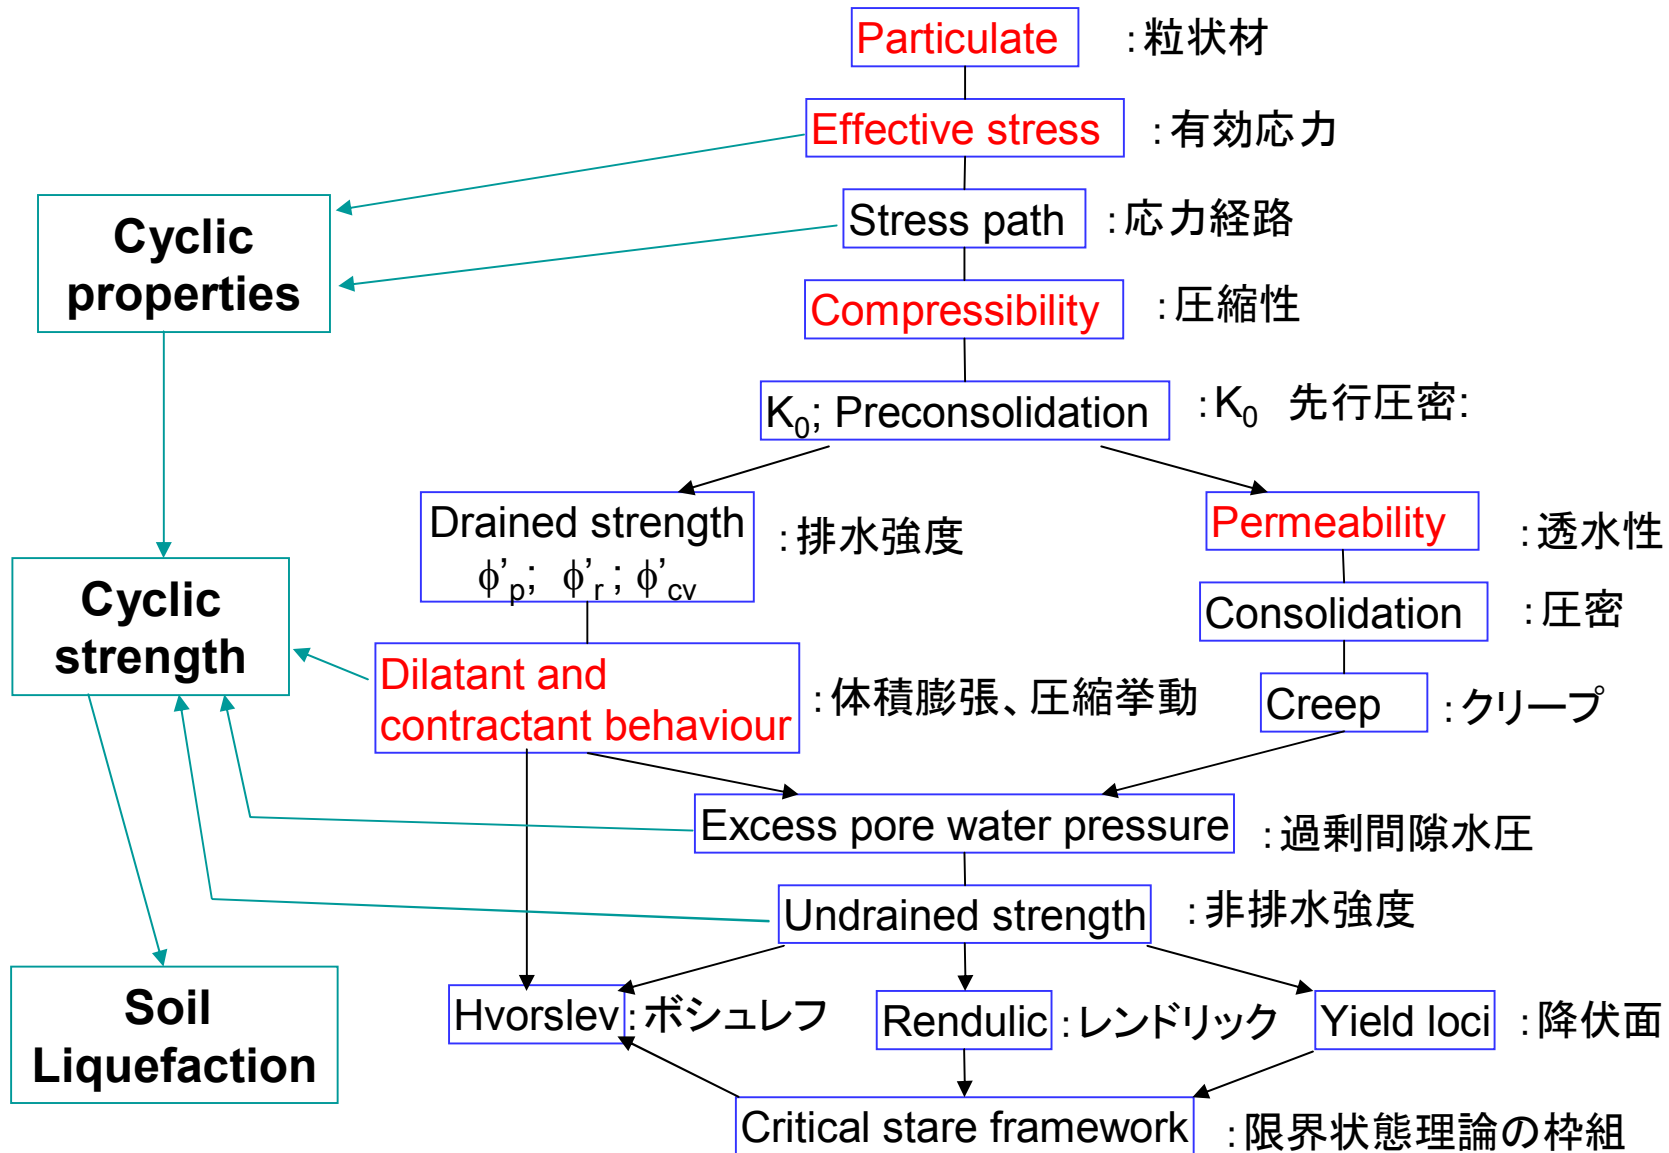 Particulate :粒状材
Effective stress :有効応力
Cyclic
properties
Stress path :応力経路
Compressibility :圧縮性
K0; Preconsolidation :K0 先行圧密:
Drained strength :排水強度
ϕ'p; ϕ'r ; ϕ'cv
Permeability :透水性
Cyclic
strength
Consolidation :圧密
Dilatant and
contractant behaviour :体積膨張、圧縮挙動
Creep :クリープ
Excess pore water pressure :過剰間隙水圧
Undrained strength :非排水強度
Soil
Liquefaction
Hvorslev :ボシュレフ
Rendulic :レンドリック
Yield loci :降伏面
Critical stare framework :限界状態理論の枠組